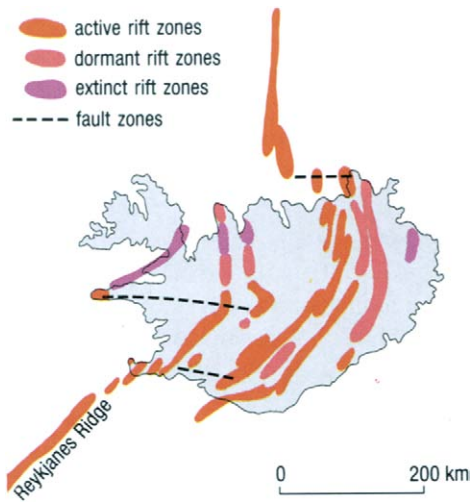 active rift zones
dormant rift zones
extinct rift zones
fault zones
Reykjanes Ridge
0 200 km